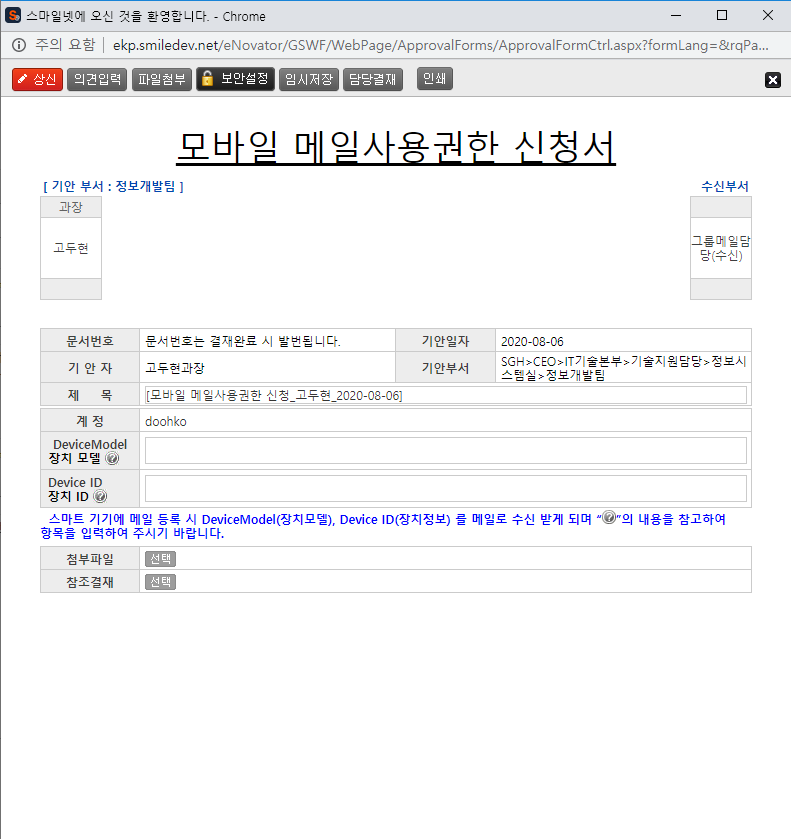 스마일넷에 오신 것을 환영합니다. - Chrome
주의 요함 | ekp.smiledev.net/eNovator/GSWF/WebPage/ApprovalForms/ApprovalFormCtrl.aspx?formLang=&rqPa...
상신 의견입력 파일첨부 보안설정 임시저장 담당결재 인쇄
모바일 메일사용권한 신청서
[ 기안 부서 : 정보개발팀 ] 수신부서
과장
고두현
그룹메일담
당(수신)
문서번호 문서번호는 결재완료 시 발번됩니다. 기안일자 2020-08-06
기 안 자 고두현과장 기안부서 SGH>CEO>IT기술본부>기술지원담당>정보시
스템실>정보개발팀
제 목 [모바일 메일사용권한 신청_고두현_2020-08-06]
계 정 doohko
DeviceModel
장치 모델 ?
Device ID
장치 ID ?
스마트 기기에 메일 등록 시 DeviceModel(장치모델), Device ID(장치정보) 를 메일로 수신 받게 되며 “?”의 내용을 참고하여
항목을 입력하여 주시기 바랍니다.
첨부파일 선택
참조결재 선택